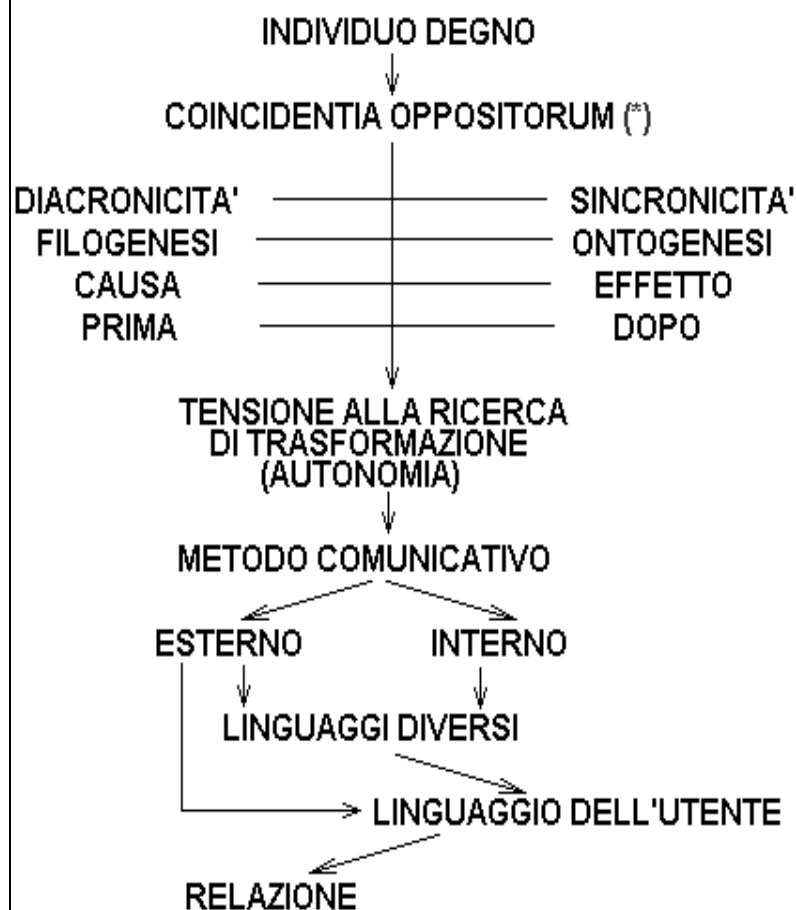 INDIVIDUO DEGNO
COINCIDENTIA OPPOSITORUM (*)
DIACRONICITA' SINCRONICITA'
FILOGENESI ONTOGENESI
CAUSA EFFETTO
PRIMA DOPO
TENSIONE ALLA RICERCA
DI TRASFORMAZIONE
(AUTONOMIA)
METODO COMUNICATIVO
ESTERNO INTERNO
LINGUAGGI DIVERSI
LINGUAGGIO DELL'UTENTE
RELAZIONE